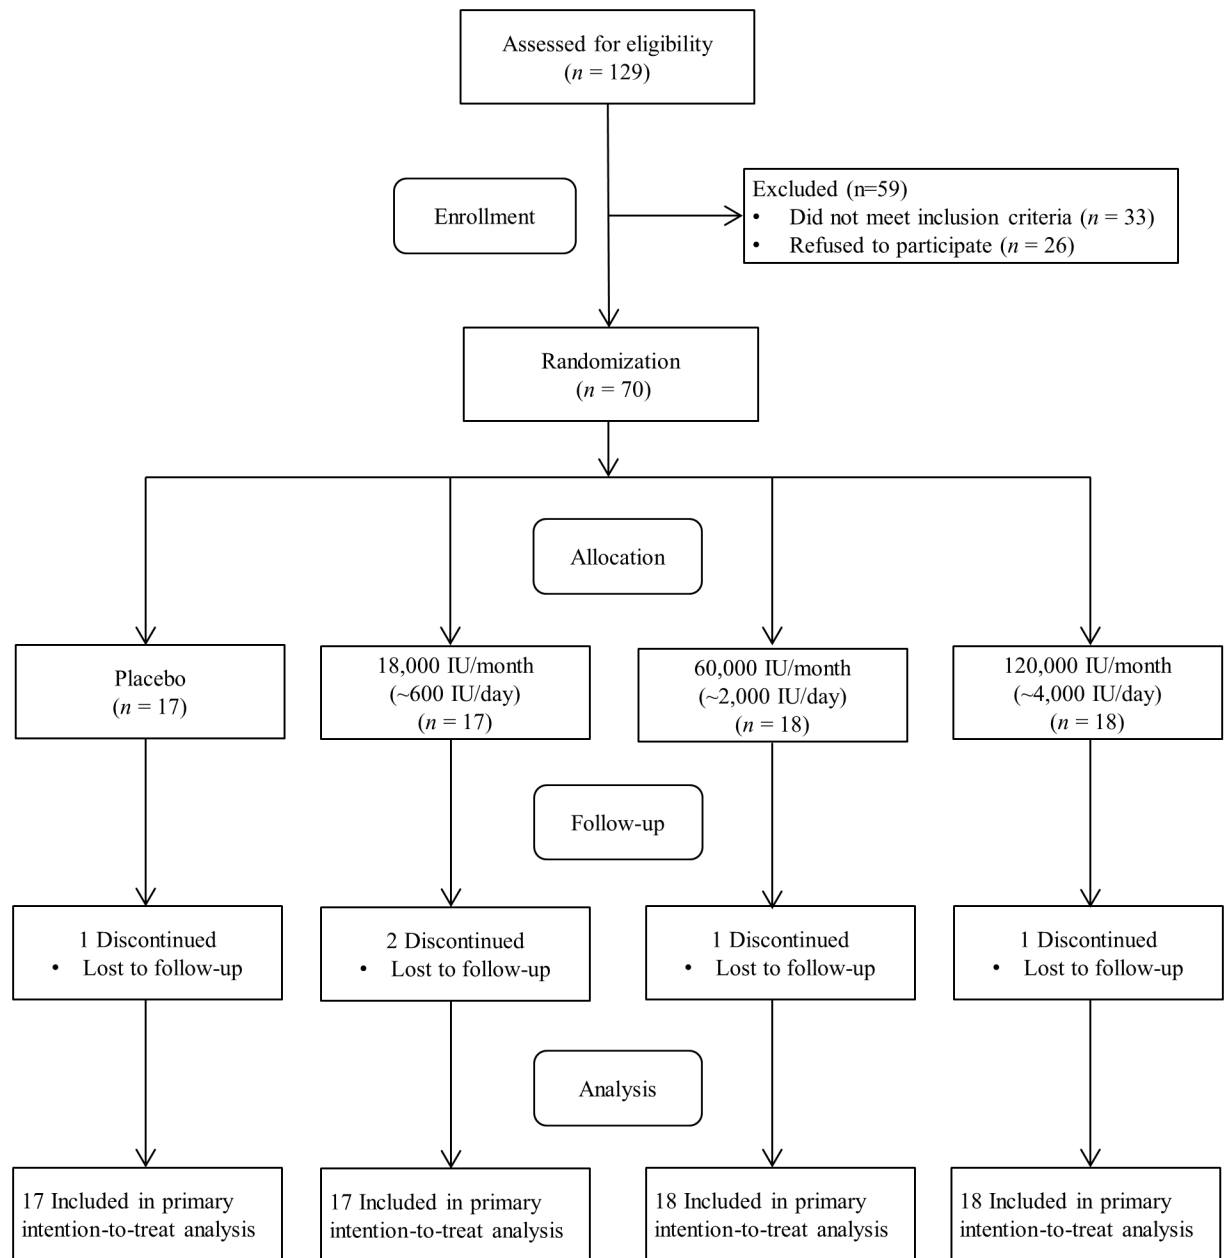 Assessed for eligibility
(n = 129)
Enrollment
Excluded (n=59)
• Did not meet inclusion criteria (n = 33)
• Refused to participate (n = 26)
Randomization
(n = 70)
Allocation
Placebo
(n = 17)
18,000 IU/month
(~600 IU/day)
(n = 17)
60,000 IU/month
(~2,000 IU/day)
(n = 18)
120,000 IU/month
(~4,000 IU/day)
(n = 18)
Follow-up
1 Discontinued
• Lost to follow-up
2 Discontinued
• Lost to follow-up
1 Discontinued
• Lost to follow-up
1 Discontinued
• Lost to follow-up
Analysis
17 Included in primary
intention-to-treat analysis
17 Included in primary
intention-to-treat analysis
18 Included in primary
intention-to-treat analysis
18 Included in primary
intention-to-treat analysis